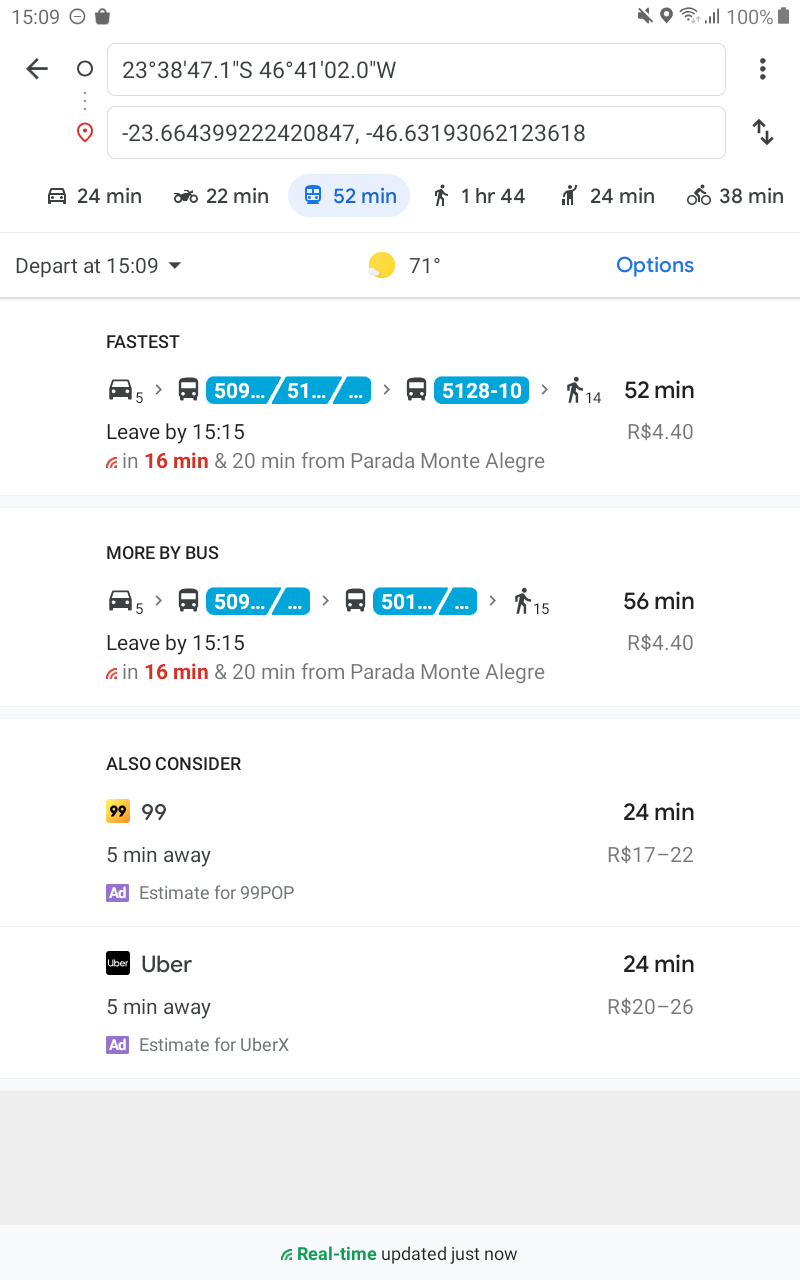 15:09 100%
23°38'47.1"S 46°41'02.0"W
-23.664399222420847, -46.63193062123618
24 min 22 min 52 min 1 hr 44 24 min 38 min
Depart at 15:09 71° Options
FASTEST
5 509... 51... ... 5128-10 14 52 min
Leave by 15:15 R$4.40
in 16 min & 20 min from Parada Monte Alegre
MORE BY BUS
5 509... ... 501... ... 15 56 min
Leave by 15:15 R$4.40
in 16 min & 20 min from Parada Monte Alegre
ALSO CONSIDER
99 99 24 min
5 min away R$17–22
Ad Estimate for 99POP
Uber Uber 24 min
5 min away R$20–26
Ad Estimate for UberX
Real-time updated just now